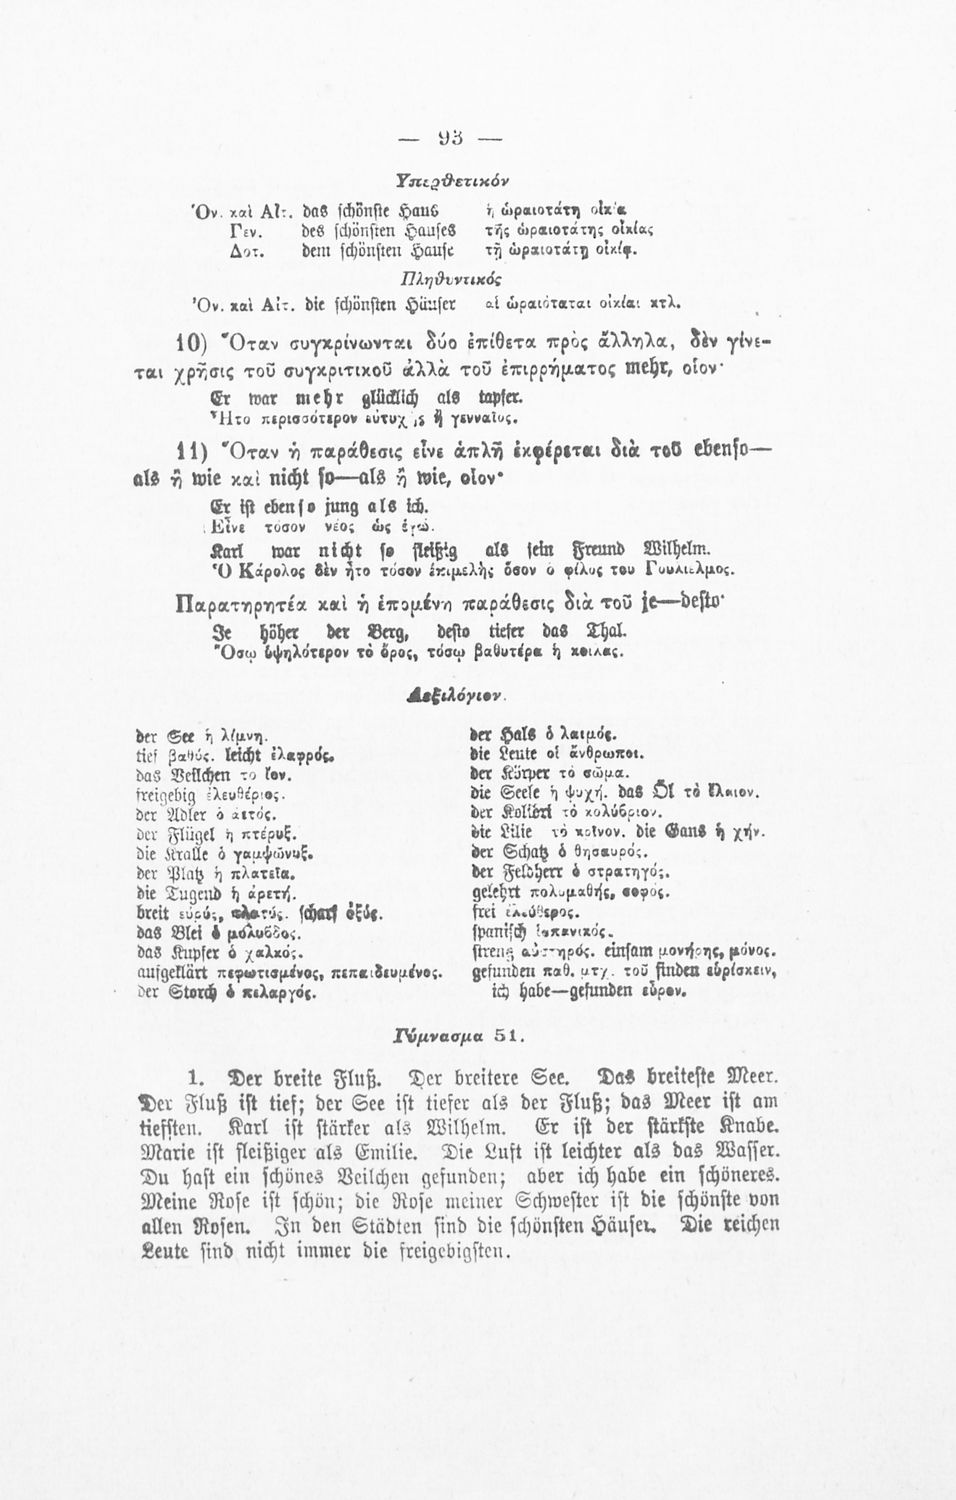 — 93 —
Ὑπερθετικόν
Ὀν. καὶ Αἰτ. das schönste Haus ἡ ὡραιοτάτη οἰκία
Γεν. des schönsten Hauses τῆς ὡραιοτάτης οἰκίας
Δοτ. dem schönsten Hause τῇ ὡραιοτάτῃ οἰκίᾳ.
Πληθυντικός
Ὀν. καὶ Αἰτ. die schönsten Häuser αἱ ὡραιόταται οἰκίαι κτλ.
10) Ὅταν συγκρίνωνται δύο ἐπίθετα πρὸς ἄλληλα, δὲν γίνε-
ται χρῆσις τοῦ συγκριτικοῦ ἀλλὰ τοῦ ἐπιρρήματος mehr, οἷον·
Er war mehr glücklich als tapfer.
Ἦτο περισσότερον εὐτυχὴς ἢ γενναῖος.
11) Ὅταν ἡ παράθεσις εἶνε ἁπλῆ ἐκφέρεται διὰ τοῦ ebenso—
als ἢ wie καὶ nicht so—als ἢ wie, οἷον·
Er ist ebenso jung als ich.
Εἶνε τόσον νέος ὡς ἐγώ.
Karl war nicht so fleißig als sein Freund Wilhelm.
Ὁ Κάρολος δὲν ἦτο τόσον ἐπιμελὴς ὅσον ὁ φίλος του Γουλιέλμος.
Παρατηρητέα καὶ ἡ ἑπομένη παράθεσις διὰ τοῦ je—desto·
Je höher der Berg, desto tiefer das Thal.
Ὅσῳ ὑψηλότερον τὸ ὄρος, τόσῳ βαθυτέρα ἡ κοιλάς.
Λεξιλόγιον.
der See ἡ λίμνη.
tief βαθύς. leicht ἐλαφρός.
das Veilchen το ἴον.
freigebig ἐλευθέριος.
der Adler ὁ ἀετός.
der Flügel ἡ πτέρυξ.
die Kralle ὁ γαμψῶνυξ.
der Platz ἡ πλατεῖα.
die Tugend ἡ ἀρετή.
breit εὐρύς, πλατύς. scharf ὀξύς.
das Blei ὁ μόλυβδος.
das Kupfer ὁ χαλκός.
aufgeklärt πεφωτισμένος, πεπαιδευμένος.
der Storch ὁ πελαργός.
der Hals ὁ λαιμός.
die Leute οἱ ἄνθρωποι.
der Körper τὸ σῶμα.
die Seele ἡ ψυχή. das Öl τὸ ἔλαιον.
der Kolibri τὸ κολύβριον.
die Lilie τὸ κρῖνον. die Gans ἡ χήν.
der Schatz ὁ θησαυρός.
der Feldherr ὁ στρατηγός.
gelehrt πολυμαθής, σοφός.
frei ἐλεύθερος.
spanisch ἱσπανικός.
streng αὐστηρός. einsam μονήρης, μόνος.
gefunden παθ. μτχ. τοῦ finden εὑρίσκειν,
ich habe—gefunden εὗρον.
Γύμνασμα 51.
1. Der breite Fluß. Der breitere See. Das breiteste Meer.
Der Fluß ist tief; der See ist tiefer als der Fluß; das Meer ist am
tiefsten. Karl ist stärker als Wilhelm. Er ist der stärkste Knabe.
Marie ist fleißiger als Emilie. Die Luft ist leichter als das Wasser.
Du hast ein schönes Veilchen gefunden; aber ich habe ein schöneres.
Meine Rose ist schön; die Rose meiner Schwester ist die schönste von
allen Rosen. In den Städten sind die schönsten Häuser. Die reichen
Leute sind nicht immer die freigebigsten.